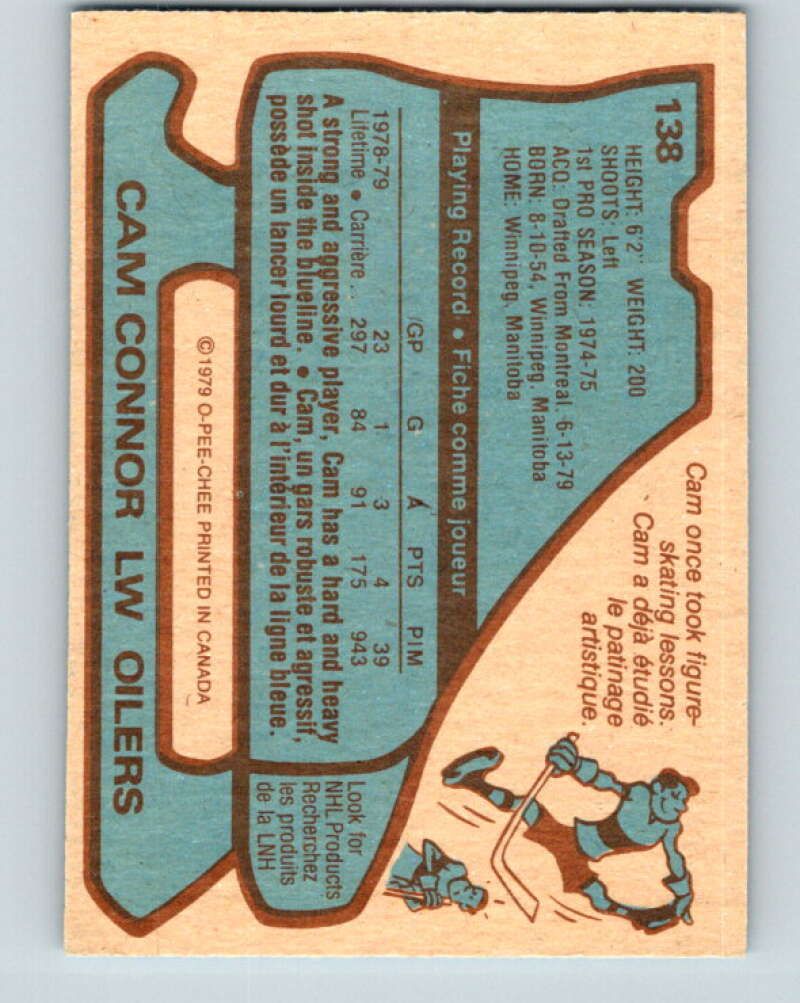 138
HEIGHT: 6'2" WEIGHT: 200
SHOOTS: Left
1st PRO SEASON: 1974-75
ACQ. Drafted From Montreal. 6-13-79
BORN: 8-10-54, Winnipeg, Manitoba
HOME: Winnipeg, Manitoba
Cam once took figure-
skating lessons.
Cam a déjà étudié
le patinage
artistique.
Playing Record • Fiche comme joueur
GP G A PTS PIM
1978-79 23 1 3 4 39
Lifetime • Carrière .. 297 84 91 175 943
A strong and aggressive player, Cam has a hard and heavy
shot inside the blueline. • Cam, un gars robuste et agressif,
possède un lancer lourd et dur à l'intérieur de la ligne bleue.
Look for
NHL Products
Recherchez
les produits
de la LNH
©1979 O-PEE-CHEE PRINTED IN CANADA
CAM CONNOR LW OILERS